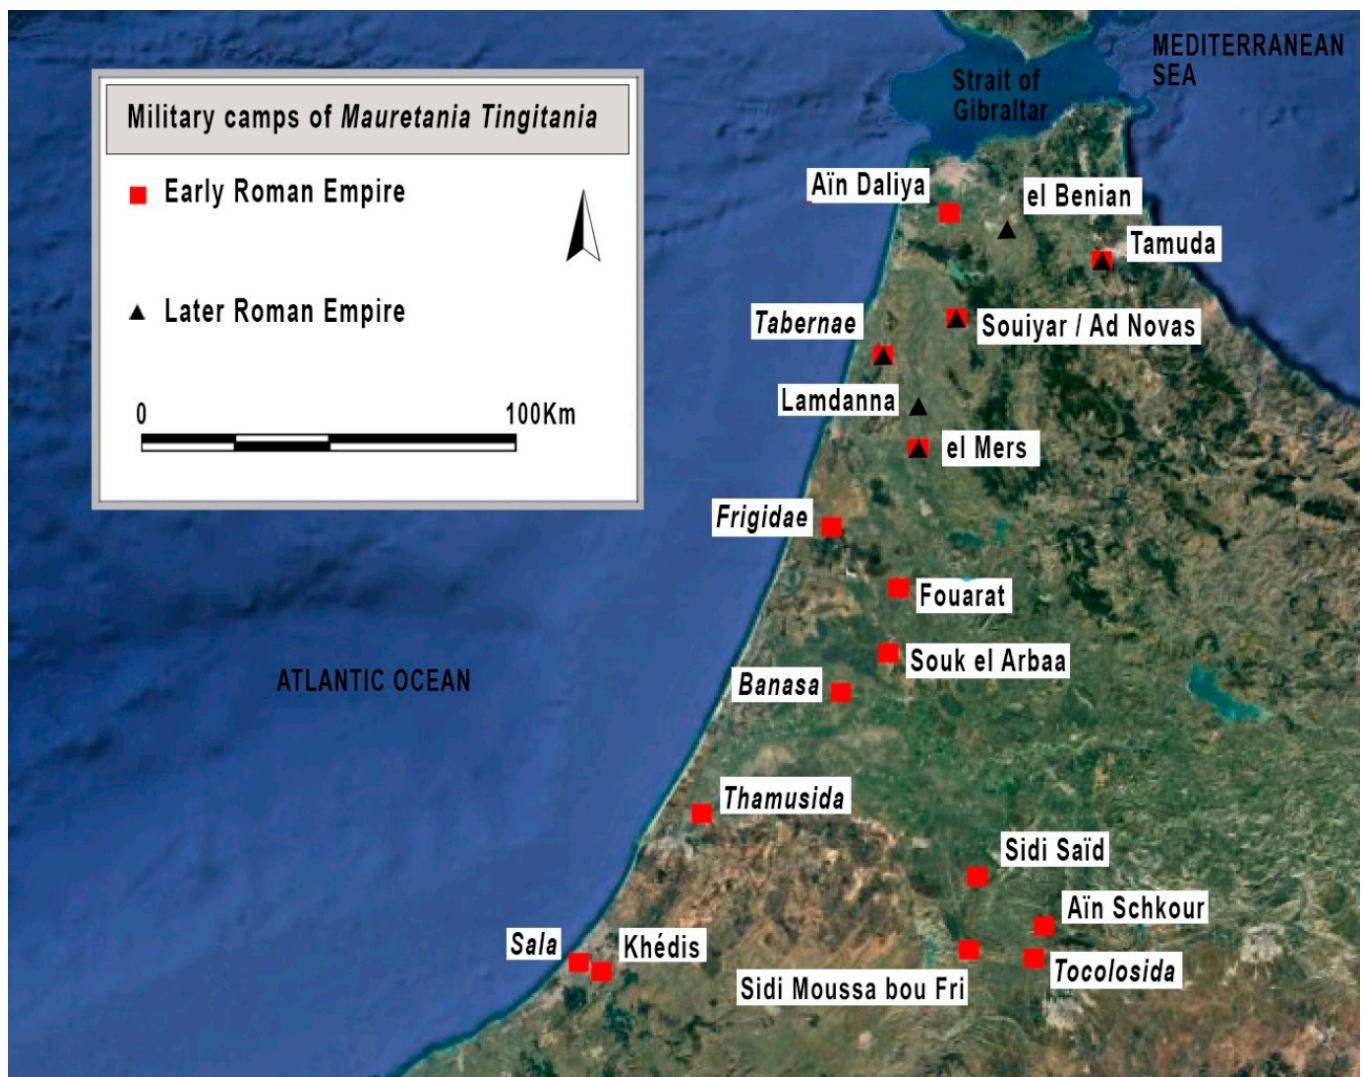 MEDITERRANEAN
SEA
Strait of
Gibraltar
Military camps of Mauretania Tingitania
Early Roman Empire
Later Roman Empire
0 100Km
Aïn Daliya
el Benian
Tamuda
Tabernae
Souiyar / Ad Novas
Lamdanna
el Mers
Frigidae
Fouarat
Souk el Arbaa
ATLANTIC OCEAN
Banasa
Thamusida
Sidi Saïd
Aïn Schkour
Sala
Khédis
Tocolosida
Sidi Moussa bou Fri